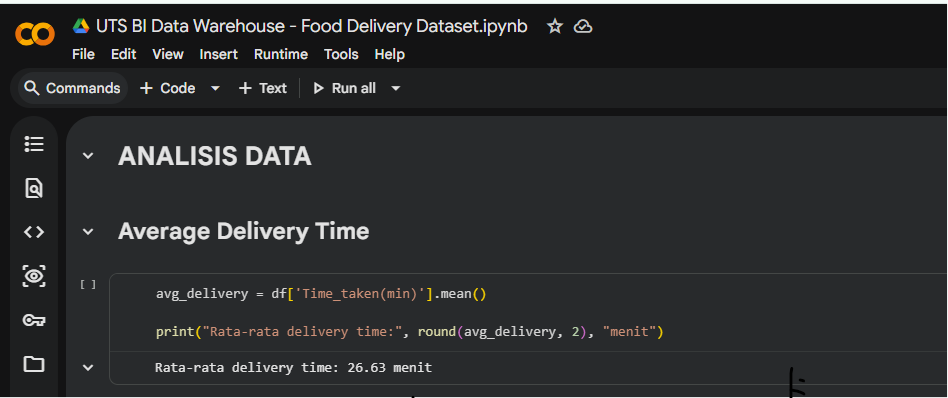 UTS BI Data Warehouse - Food Delivery Dataset.ipynb
File Edit View Insert Runtime Tools Help
Commands + Code + Text Run all
ANALISIS DATA
Average Delivery Time
[ ]
avg_delivery = df['Time_taken(min)'].mean()
print("Rata-rata delivery time:", round(avg_delivery, 2), "menit")
Rata-rata delivery time: 26.63 menit